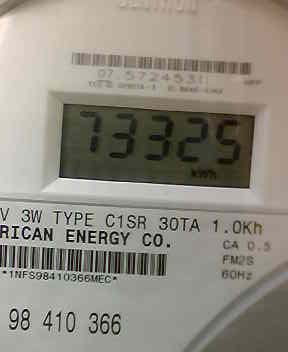 07.5724531
73325
kWh
V 3W TYPE C1SR 30TA 1.0Kh
RICAN ENERGY CO.
CA 0.5
FM2S
60Hz
*1NFS98410366MEC*
98 410 366